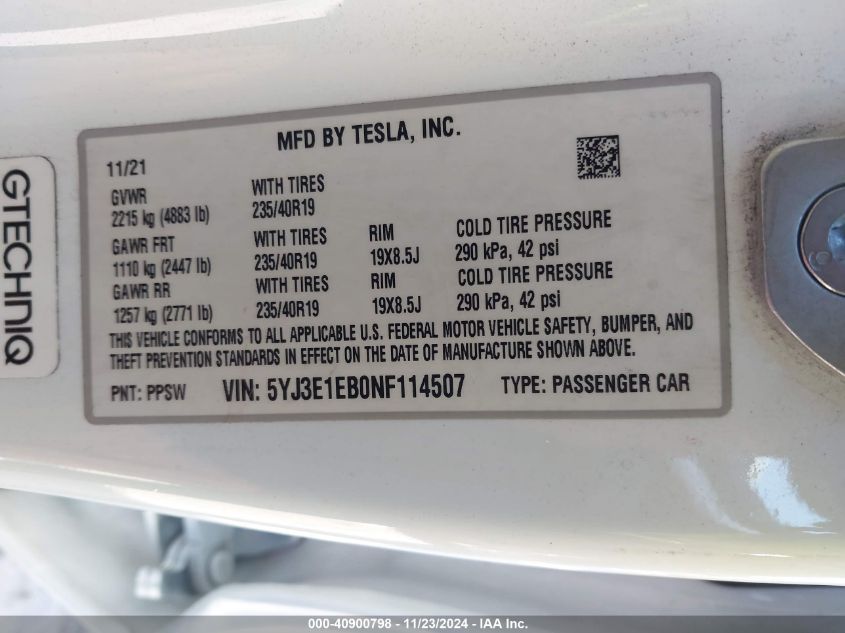 MFD BY TESLA, INC.
11/21
GVWR WITH TIRES
2215 kg (4883 lb) 235/40R19
GAWR FRT WITH TIRES RIM COLD TIRE PRESSURE
1110 kg (2447 lb) 235/40R19 19X8.5J 290 kPa, 42 psi
GAWR RR WITH TIRES RIM COLD TIRE PRESSURE
1257 kg (2771 lb) 235/40R19 19X8.5J 290 kPa, 42 psi
THIS VEHICLE CONFORMS TO ALL APPLICABLE U.S. FEDERAL MOTOR VEHICLE SAFETY, BUMPER, AND
THEFT PREVENTION STANDARDS IN EFFECT ON THE DATE OF MANUFACTURE SHOWN ABOVE.
PNT: PPSW VIN: 5YJ3E1EB0NF114507 TYPE: PASSENGER CAR
GTECHNIQ
000-40900798 - 11/23/2024 - IAA Inc.